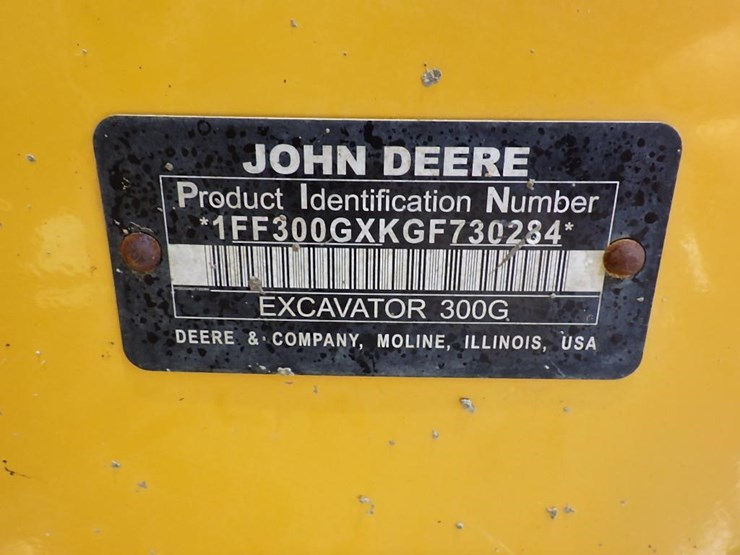 JOHN DEERE
Product Identification Number
*1FF300GXKGF730284*
EXCAVATOR 300G
DEERE & COMPANY, MOLINE, ILLINOIS, USA